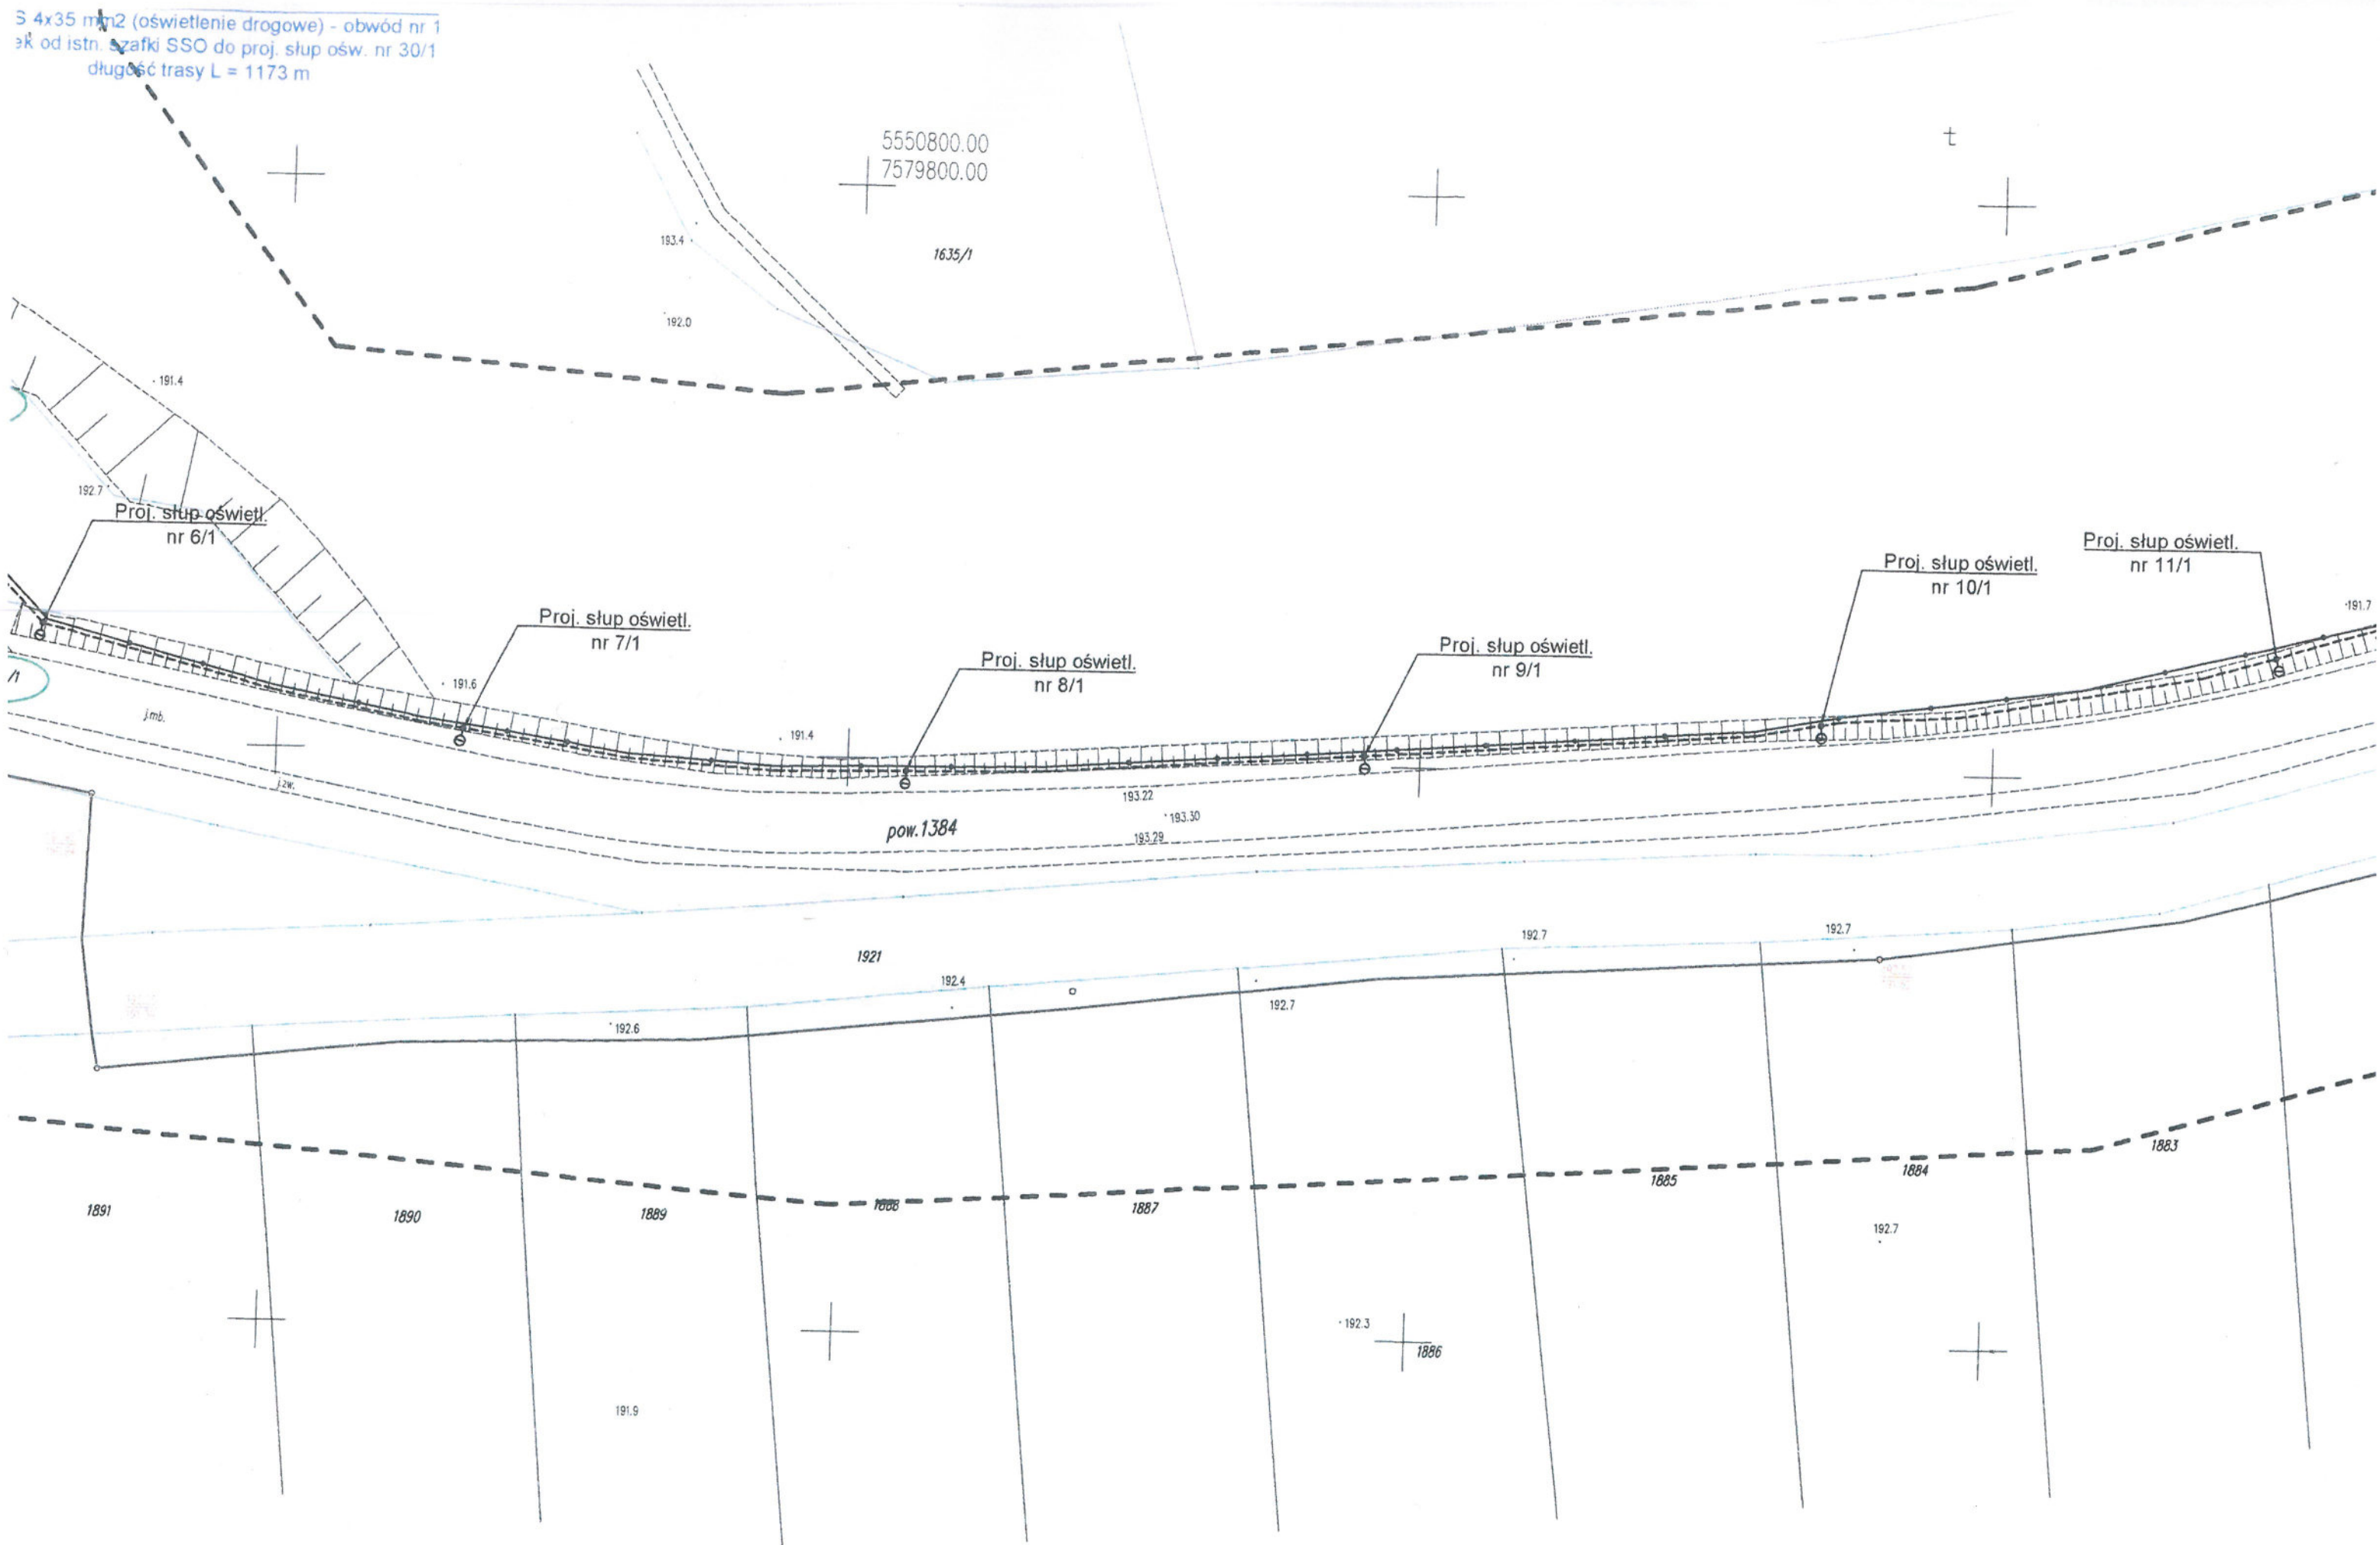 S 4x35 mm2 (oświetlenie drogowe) - obwód nr 1
ek od istn. szafki SSO do proj. słup ośw. nr 30/1
długość trasy L = 1173 m
5550800.00
7579800.00
t
193.4
1635/1
192.0
191.4
192.7
Proj. słup oświetl.
nr 6/1
Proj. słup oświetl.
nr 11/1
Proj. słup oświetl.
nr 10/1
191.7
Proj. słup oświetl.
nr 7/1
Proj. słup oświetl.
nr 9/1
Proj. słup oświetl.
nr 8/1
/1
191.6
j.mb.
191.4
j.zw.
193.22
193.30
pow.1384
193.29
1921
192.7
192.7
192.4
192.7
192.6
1883
1884
1885
1891
1890
1889
1888
1887
192.7
192.3
1886
191.9